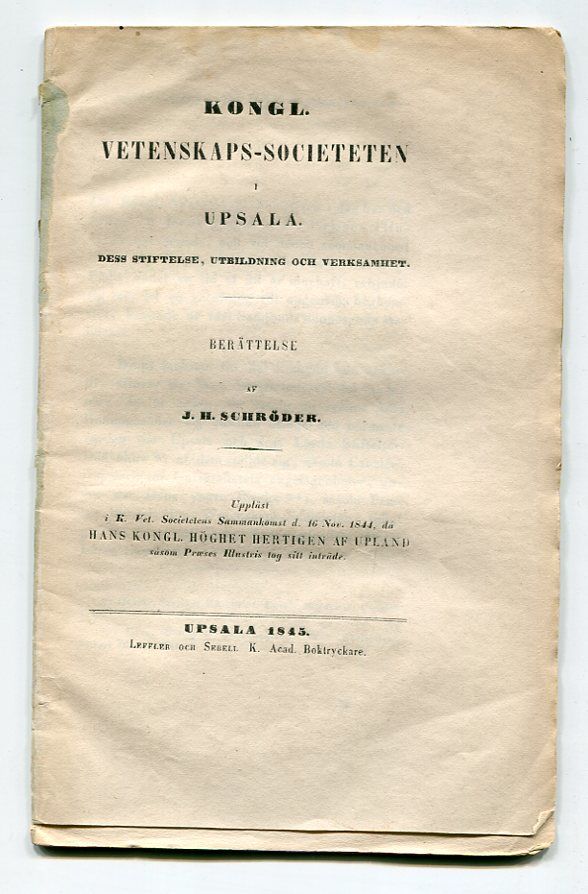 KONGL.
VETENSKAPS-SOCIETETEN
I
UPSALA.
DESS STIFTELSE, UTBILDNING OCH VERKSAMHET.
BERÄTTELSE
AF
J. H. SCHRÖDER.
Uppläst
i K. Vet. Societetens Sammankomst d. 16 Nov. 1844, då
HANS KONGL. HÖGHET HERTIGEN AF UPLAND
såsom Præses Illustris tog sitt inträde.
UPSALA 1845.
LEFFLER OCH SEBELL K. Acad. Boktryckare.